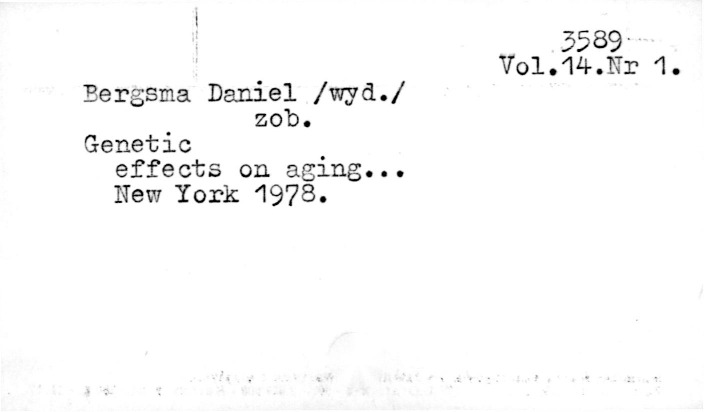 3589
Vol.14.Nr 1.
Bergsma Daniel /wyd./
zob.
Genetic
effects on aging...
New York 1978.